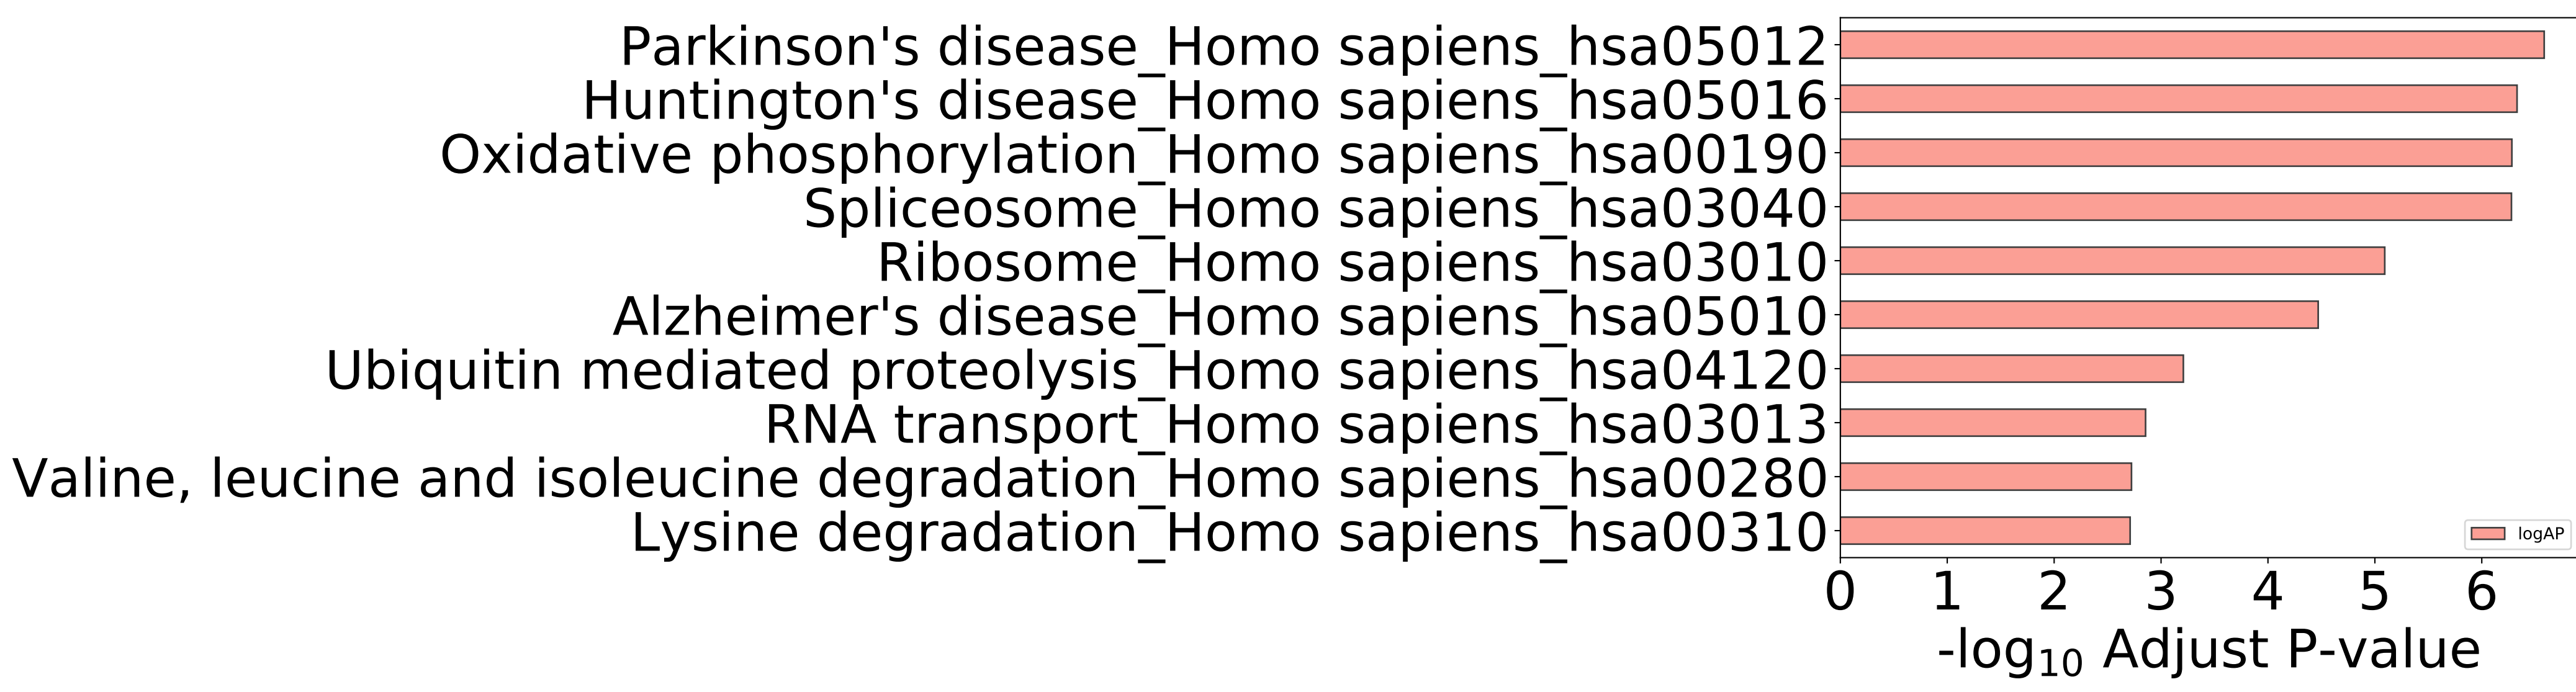 Parkinson's disease_Homo sapiens_hsa05012
Huntington's disease_Homo sapiens_hsa05016
Oxidative phosphorylation_Homo sapiens_hsa00190
Spliceosome_Homo sapiens_hsa03040
Ribosome_Homo sapiens_hsa03010
Alzheimer's disease_Homo sapiens_hsa05010
Ubiquitin mediated proteolysis_Homo sapiens_hsa04120
RNA transport_Homo sapiens_hsa03013
Valine, leucine and isoleucine degradation_Homo sapiens_hsa00280
Lysine degradation_Homo sapiens_hsa00310
logAP
0 1 2 3 4 5 6
-log₁₀ Adjust P-value